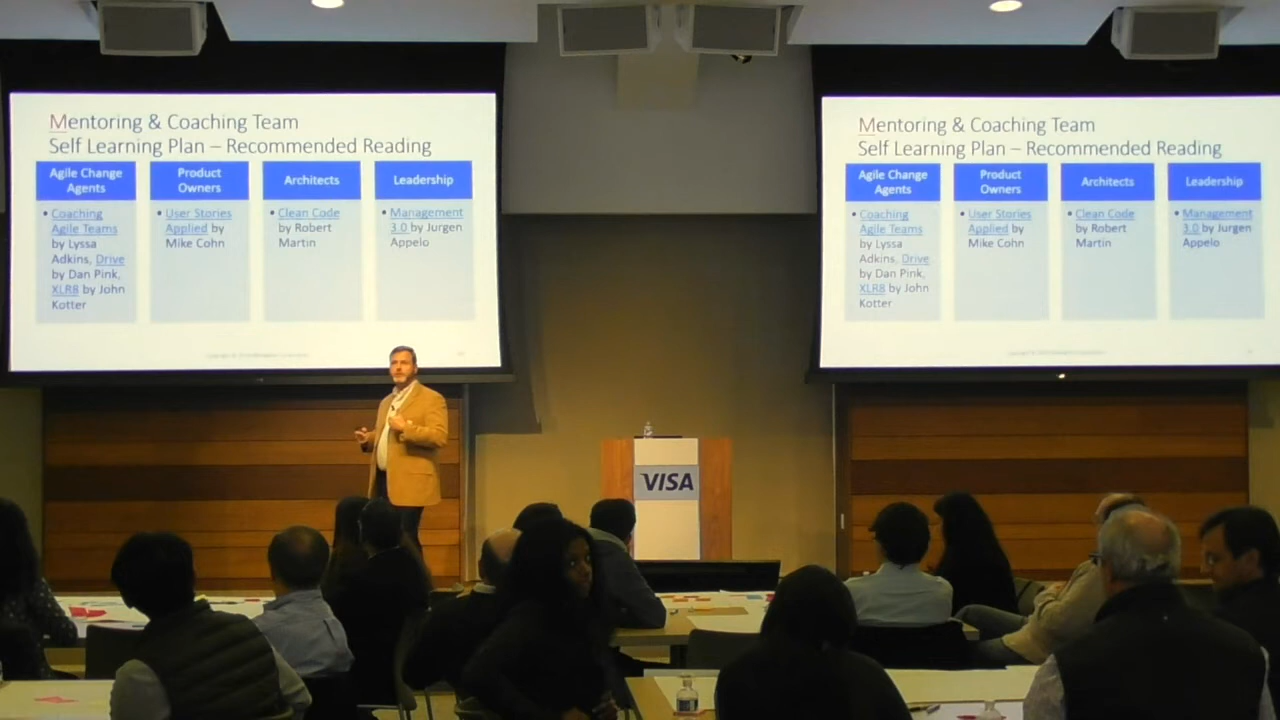 Mentoring & Coaching Team
Self Learning Plan – Recommended Reading
Agile Change
Agents
• Coaching
Agile Teams
by Lyssa
Adkins, Drive
by Dan Pink,
XLR8 by John
Kotter
Product
Owners
• User Stories
Applied by
Mike Cohn
Architects
• Clean Code
by Robert
Martin
Leadership
• Management
3.0 by Jurgen
Appelo
VISA
Mentoring & Coaching Team
Self Learning Plan – Recommended Reading
Agile Change
Agents
• Coaching
Agile Teams
by Lyssa
Adkins, Drive
by Dan Pink,
XLR8 by John
Kotter
Product
Owners
• User Stories
Applied by
Mike Cohn
Architects
• Clean Code
by Robert
Martin
Leadership
• Management
3.0 by Jurgen
Appelo